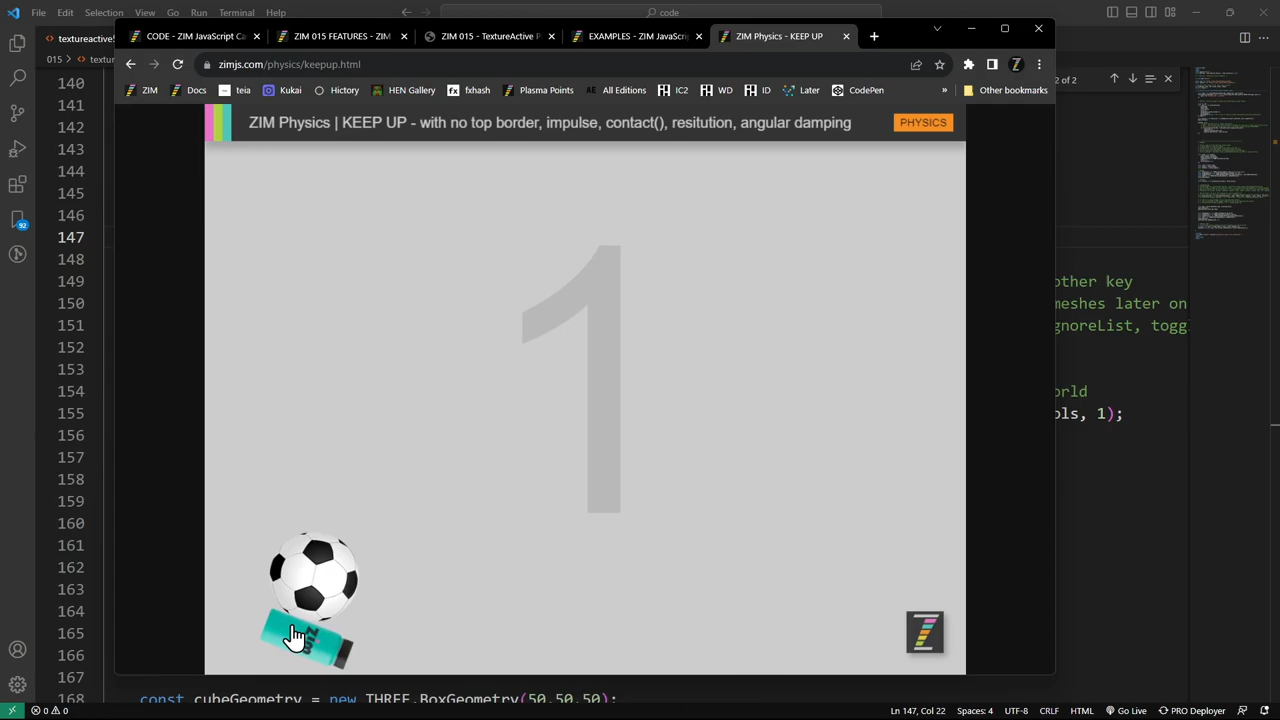 File Edit Selection View Go Run Terminal code
textureactive5
015 textur 2 of 2
CODE - ZIM JavaScript Ca
ZIM 015 FEATURES - ZIM
ZIM 015 - TextureActive P
EXAMPLES - ZIM JavaScrip
ZIM Physics - KEEP UP
zimjs.com/physics/keepup.html
ZIM Docs teia Kukai Hictory HEN Gallery fxhash Plasma Points All Editions IC2 WD ID Later CodePen » Other bookmarks
ZIM Physics | KEEP UP - with no top border, impulse, contact(), resitution, angular damping
PHYSICS
1
zim
140
141
142
143
144
145
146
147
148
149 other key
150 meshes later on
151 gnoreList, togg
152
153
154 orld
155 ols, 1);
156
157
158
159
160
161
162
163
164
165
166
167
168 const cubeGeometry = new THREE.BoxGeometry(50,50,50);
92
0 0 Ln 147, Col 22 Spaces: 4 UTF-8 CRLF HTML Go Live PRO Deployer